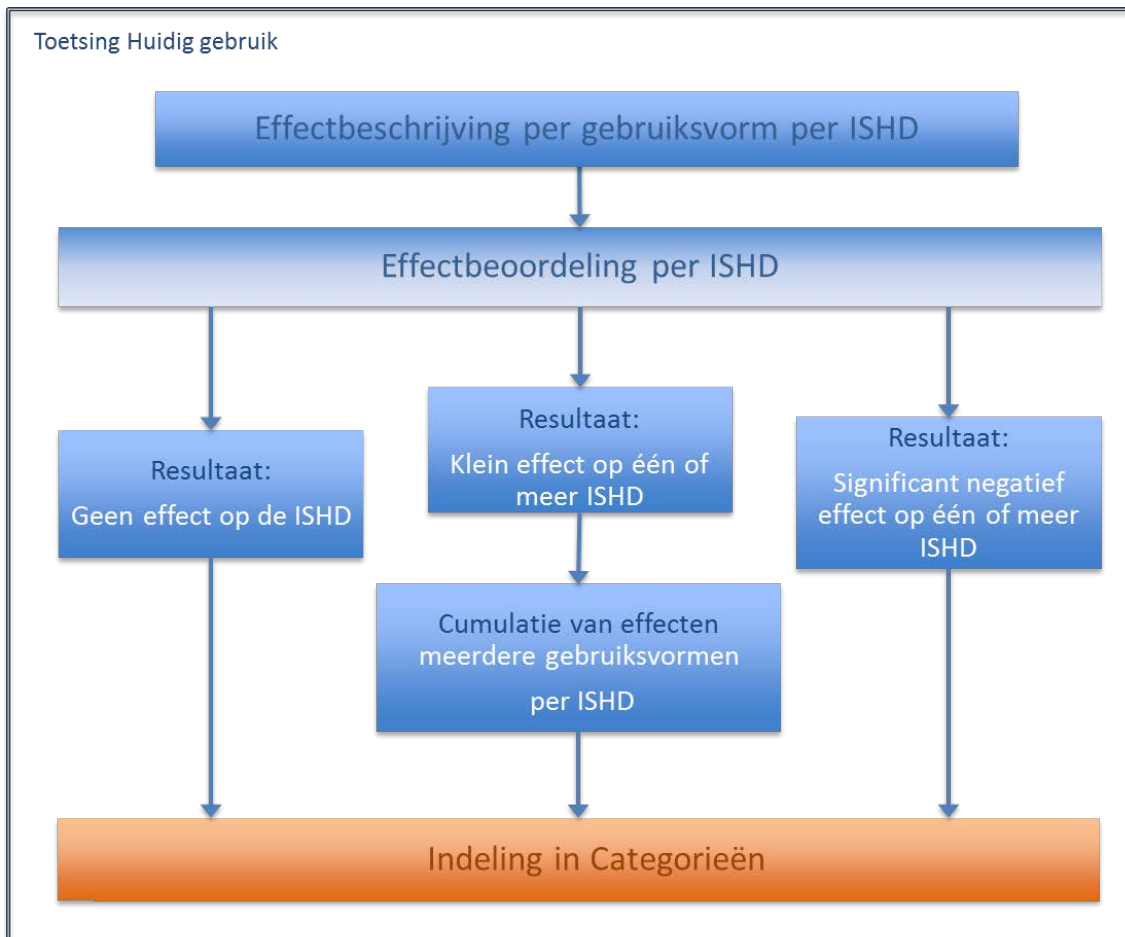 Toetsing Huidig gebruik
Effectbeschrijving per gebruiksvorm per ISHD
Effectbeoordeling per ISHD
Resultaat:
Geen effect op de ISHD
Resultaat:
Klein effect op één of
meer ISHD
Resultaat:
Significant negatief
effect op één of meer
ISHD
Cumulatie van effecten
meerdere gebruiksvormen
per ISHD
Indeling in Categorieën